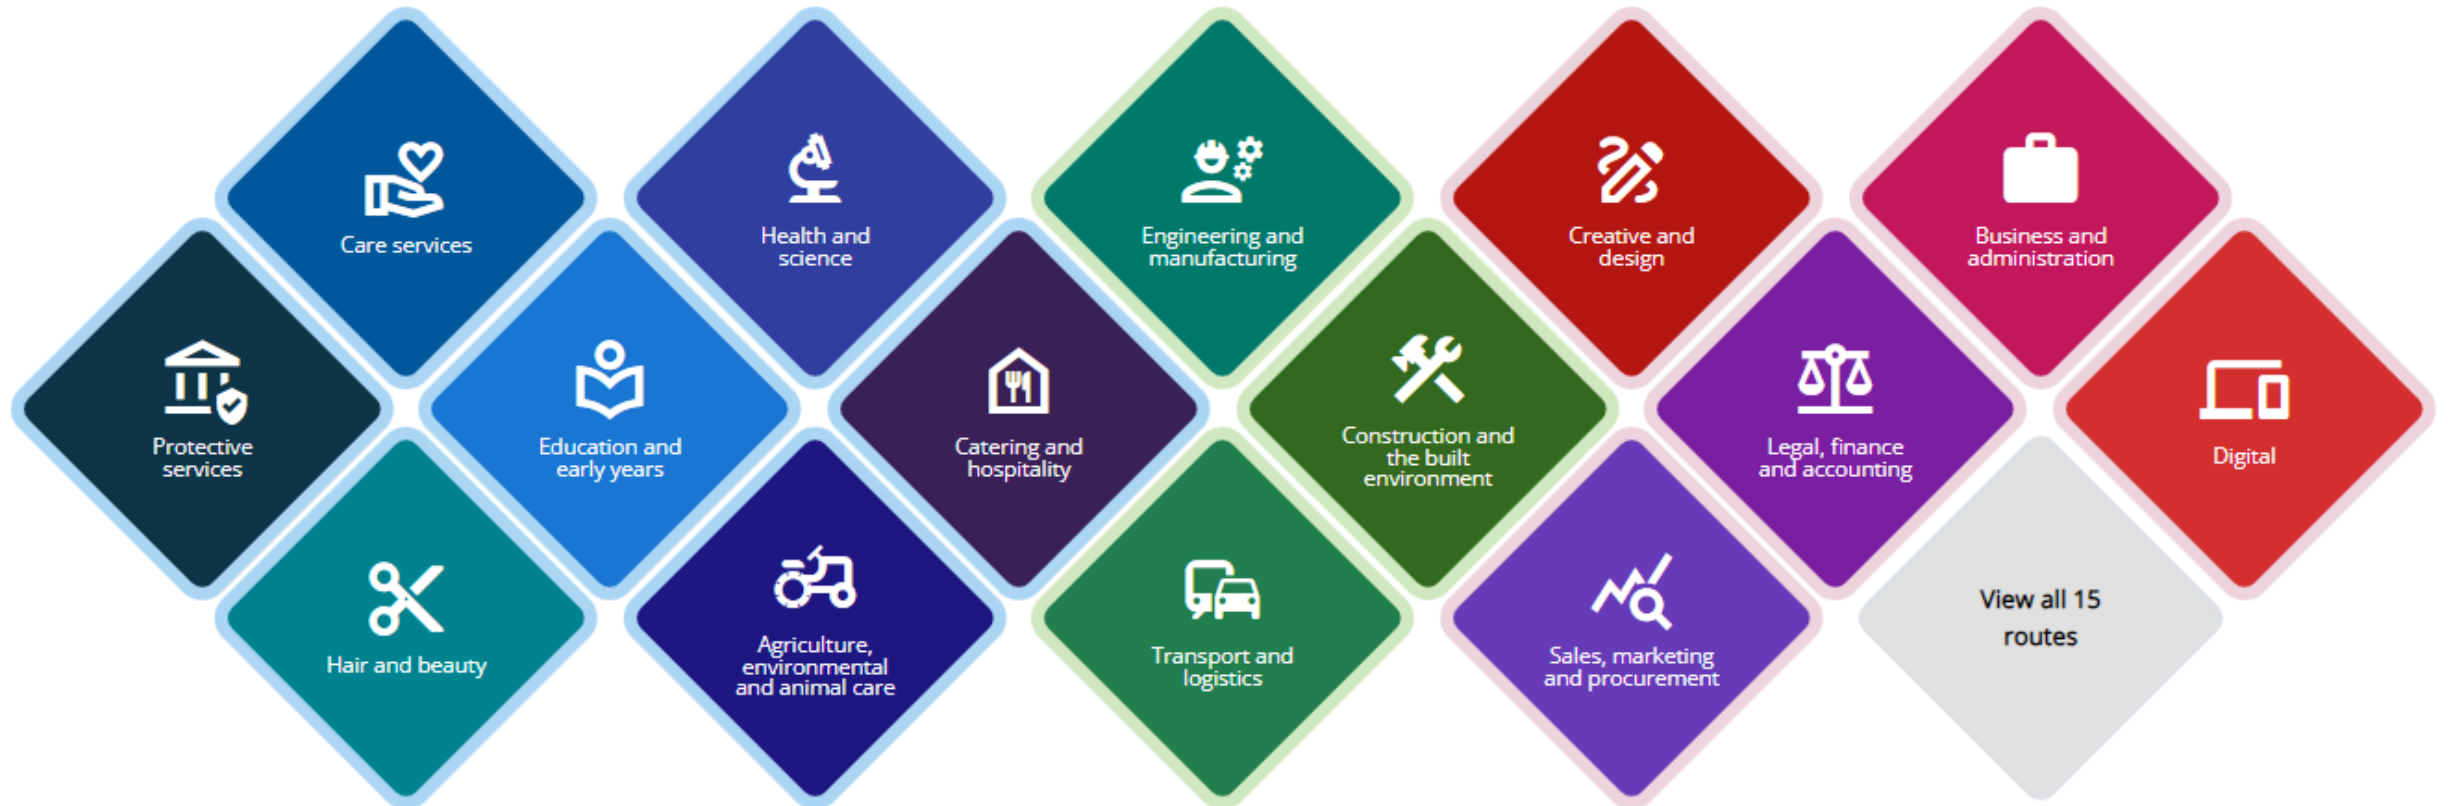 Care services
Health and
science
Engineering and
manufacturing
Creative and
design
Business and
administration
Protective
services
Education and
early years
Catering and
hospitality
Construction and
the built
environment
Legal, finance
and accounting
Digital
Hair and beauty
Agriculture,
environmental
and animal care
Transport and
logistics
Sales, marketing
and procurement
View all 15
routes